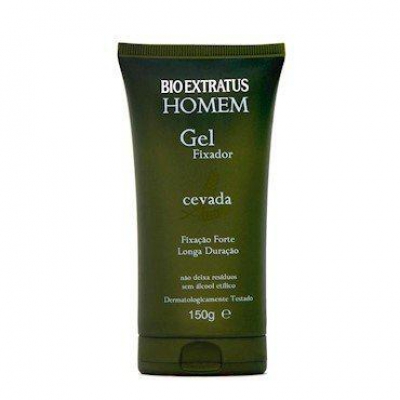 BIO EXTRATUS
HOMEM
Gel
Fixador
cevada
Fixação Forte
Longa Duração
não deixa resíduos
sem álcool etílico
Dermatologicamente Testado
150g ℮